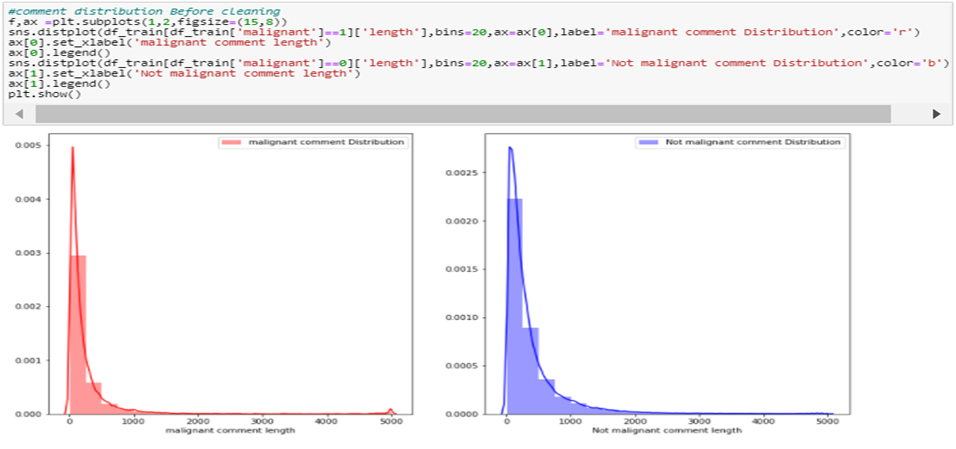 #comment distribution Before cleaning
f,ax =plt.subplots(1,2,figsize=(15,8))
sns.distplot(df_train[df_train['malignant']==1]['length'],bins=20,ax=ax[0],label='malignant comment Distribution',color='r')
ax[0].set_xlabel('malignant comment length')
ax[0].legend()
sns.distplot(df_train[df_train['malignant']==0]['length'],bins=20,ax=ax[1],label='Not malignant comment Distribution',color='b')
ax[1].set_xlabel('Not malignant comment length')
ax[1].legend()
plt.show()
malignant comment Distribution
0.005
0.004
0.003
0.002
0.001
0.000
0 1000 2000 3000 4000 5000
malignant comment length
Not malignant comment Distribution
0.0025
0.0020
0.0015
0.0010
0.0005
0.0000
0 1000 2000 3000 4000 5000
Not malignant comment length